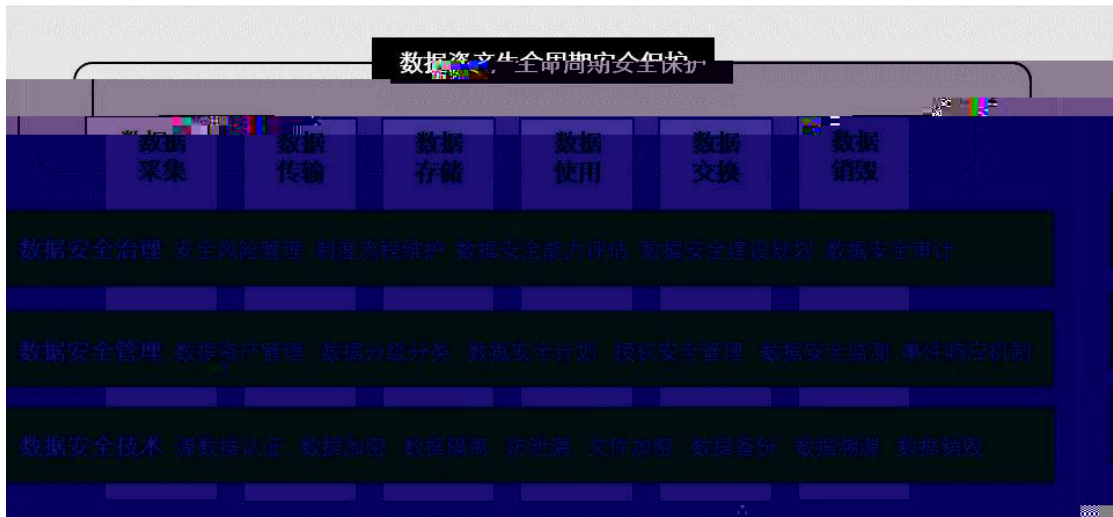 数据资产生命周期安全保护
数据采集
数据传输
数据存储
数据使用
数据交换
数据销毁
数据安全治理 安全风险管理 制度流程维护 数据安全能力评估 数据安全建设规划 数据安全审计
数据安全管理 数据资产管理 数据分级分类 数据安全计划 授权安全管理 数据安全监测 事件响应机制
数据安全技术 源数据认证 数据加密 数据隔离 防泄漏 文件加密 数据备份 数据溯源 数据销毁